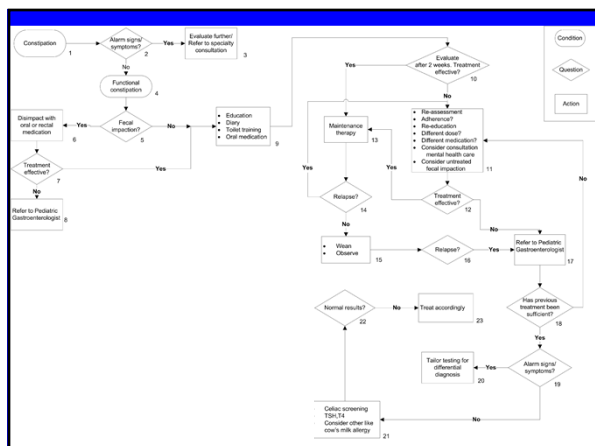 Constipation
1
Alarm signs/
symptoms?
2
Yes
Evaluate further/
Refer to specialty
consultation
3
No
Functional
constipation
4
Fecal
impaction?
5
Yes
Disimpact with
oral or rectal
medication
6
No
Treatment
effective?
7
Yes
No
Refer to Pediatric
Gastroenterologist
8
• Education
• Diary
• Toilet training
• Oral medication
9
Evaluate
after 2 weeks. Treatment
effective?
10
Yes
No
• Re-assessment
• Adherence?
• Re-education
• Different dose?
• Different medication?
• Consider consultation
mental health care
• Consider untreated
fecal impaction
11
Treatment
effective?
12
Yes
No
Maintenance
therapy
13
Relapse?
14
Yes
No
• Wean
• Observe
15
Relapse?
16
Yes
Refer to Pediatric
Gastroenterologist
17
Has previous
treatment been
sufficient?
18
No
Yes
Alarm signs/
symptoms?
19
Yes
Tailor testing for
differential
diagnosis
20
No
Celiac screening
TSH,T4
Consider other like
cow's milk allergy
21
Normal results?
22
No
Treat accordingly
23
Condition
Question
Action